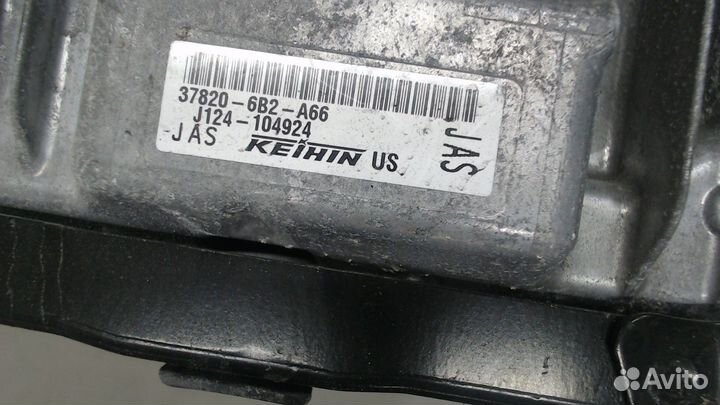 37820-6B2-A66
J124-104924
JAS KEIHIN US
JAS
Avito